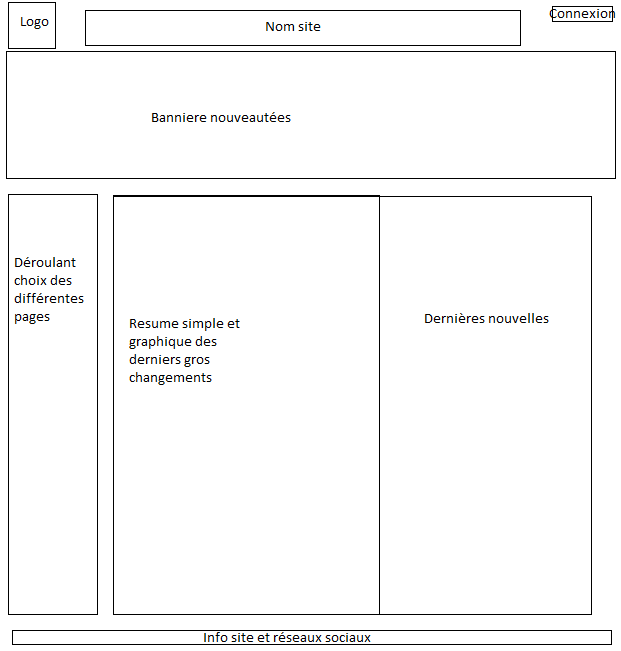 Logo
Nom site
Connexion
Banniere nouveautées
Déroulant
choix des
différentes
pages
Resume simple et
graphique des
derniers gros
changements
Dernières nouvelles
Info site et réseaux sociaux